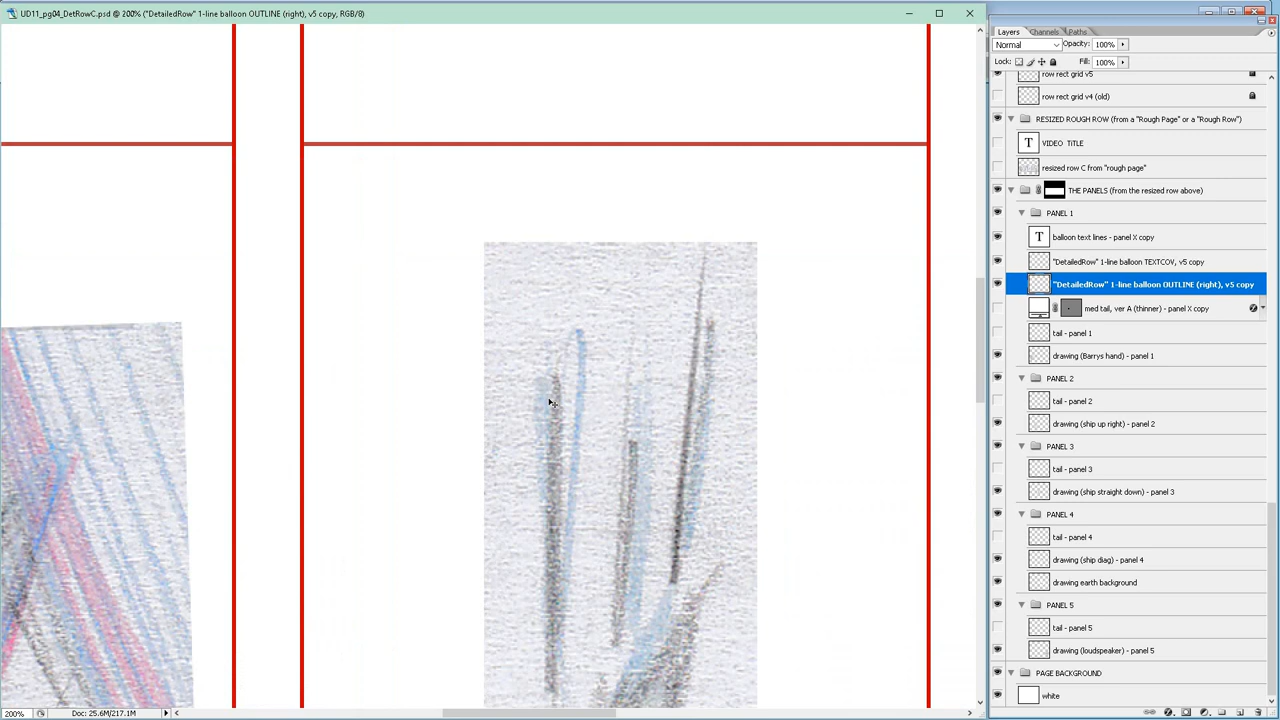 UD11_pg04_DetRowC.psd @ 200% ("DetailedRow" 1-line balloon OUTLINE (right), v5 copy, RGB/8)
Layers Channels Paths
Normal Opacity: 100%
Lock: Fill: 100%
row rect grid v5
row rect grid v4 (old)
RESIZED ROUGH ROW (from a "Rough Page" or a "Rough Row")
T VIDEO TITLE
resized row C from "rough page"
THE PANELS (from the resized row above)
PANEL 1
T balloon text lines - panel X copy
"DetailedRow" 1-line balloon TEXTCOV, v5 copy
"DetailedRow" 1-line balloon OUTLINE (right), v5 copy
med tail, ver A (thinner) - panel X copy
tail - panel 1
drawing (Barrys hand) - panel 1
PANEL 2
tail - panel 2
drawing (ship up right) - panel 2
PANEL 3
tail - panel 3
drawing (ship straight down) - panel 3
PANEL 4
tail - panel 4
drawing (ship diag) - panel 4
drawing earth background
PANEL 5
tail - panel 5
drawing (loudspeaker) - panel 5
PAGE BACKGROUND
white
200% Doc: 25.6M/217.1M